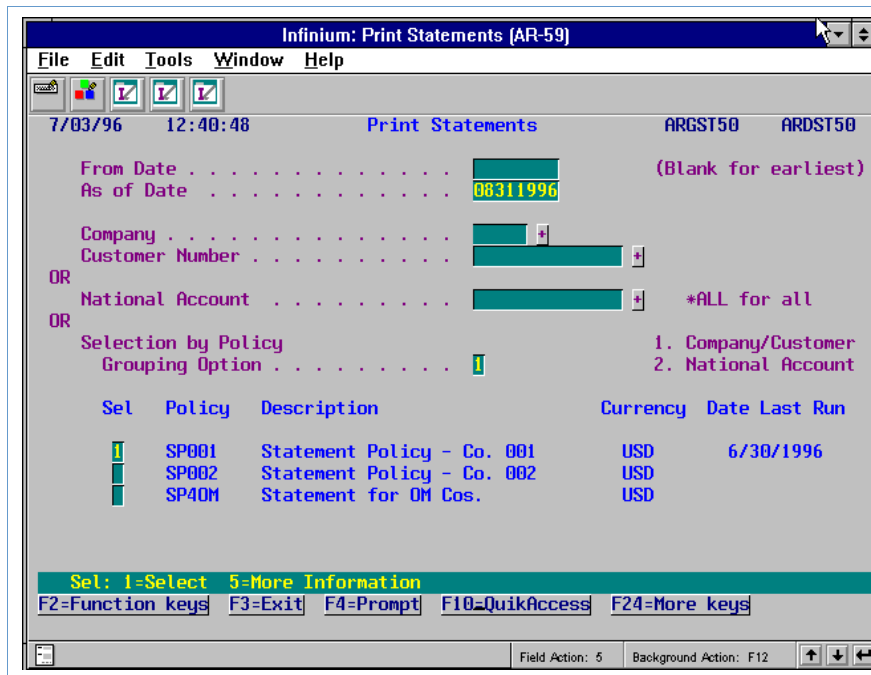 Infinium: Print Statements (AR-59)
File Edit Tools Window Help
7/03/96 12:40:48 Print Statements ARGST50 ARDST50
From Date . . . . . . . . . . . . . (Blank for earliest)
As of Date . . . . . . . . . . . . 08311996
Company . . . . . . . . . . . . . . +
Customer Number . . . . . . . . . . +
OR
National Account . . . . . . . . . + *ALL for all
OR
Selection by Policy 1. Company/Customer
Grouping Option . . . . . . . . . 1 2. National Account
Sel Policy Description Currency Date Last Run
1 SP001 Statement Policy - Co. 001 USD 6/30/1996
SP002 Statement Policy - Co. 002 USD
SP4OM Statement for OM Cos. USD
Sel: 1=Select 5=More Information
F2=Function keys F3=Exit F4=Prompt F10=QuikAccess F24=More keys
Field Action: 5 Background Action: F12